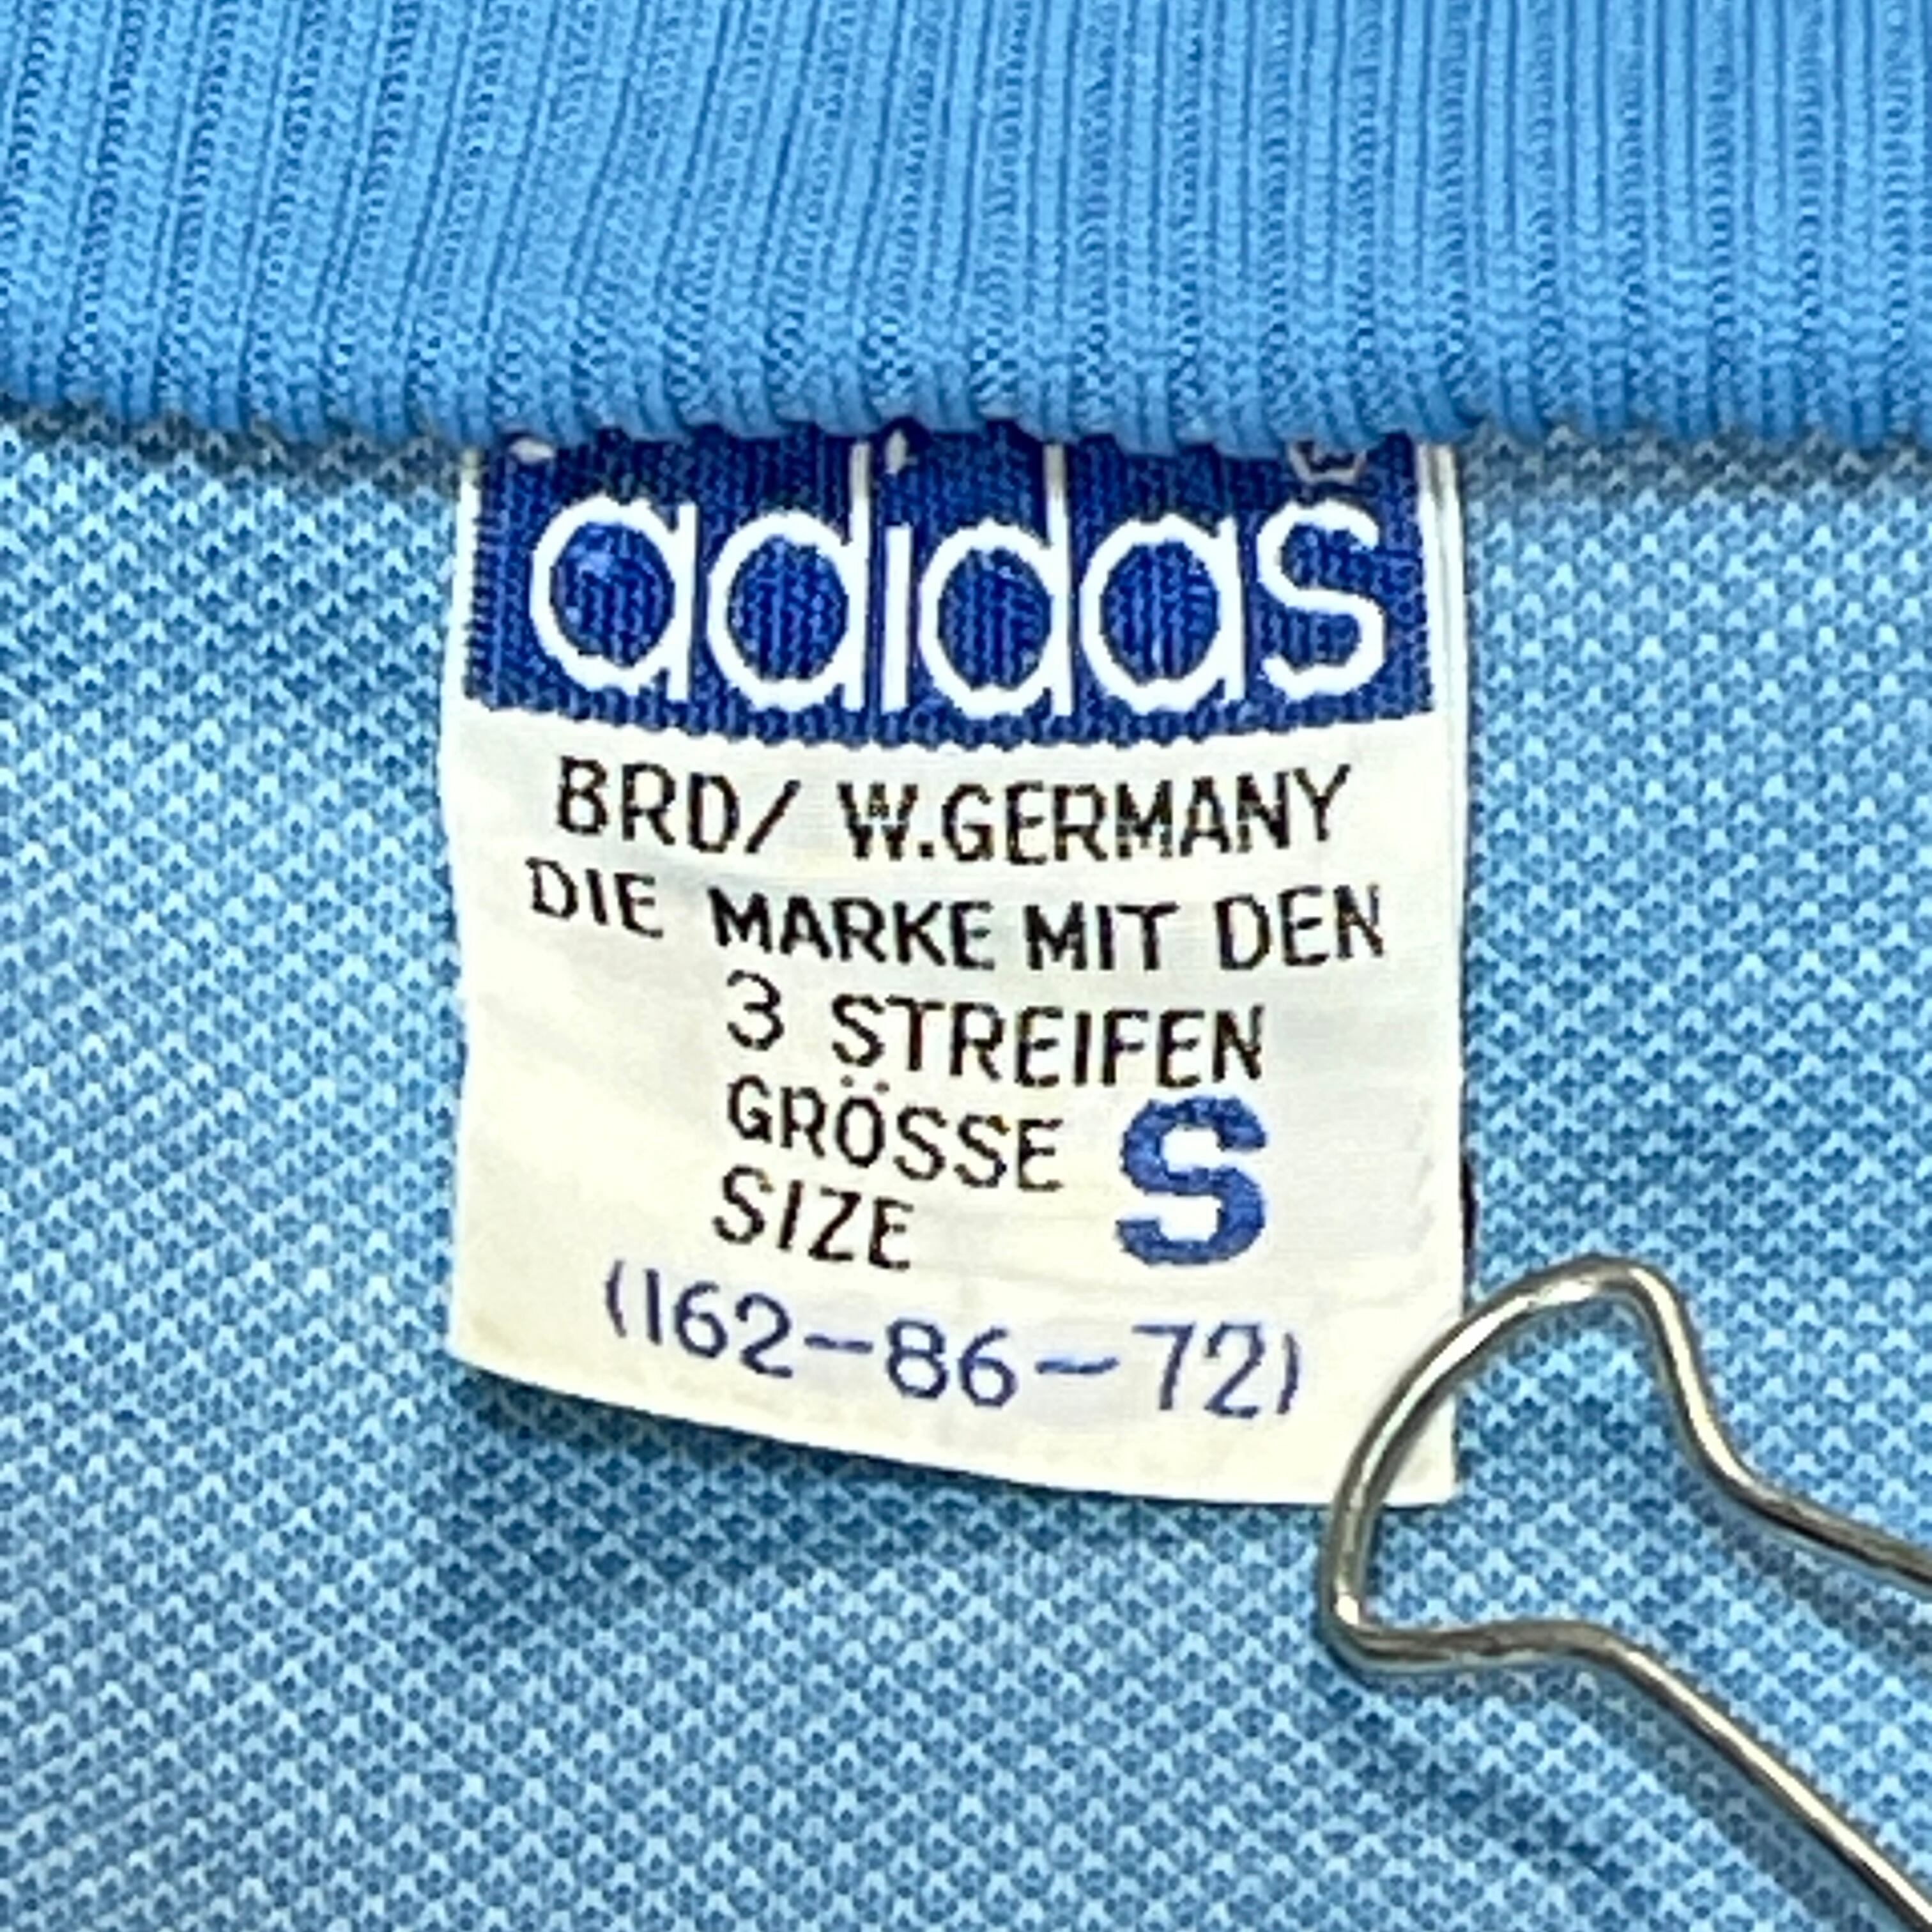 adidas
BRD/ W.GERMANY
DIE MARKE MIT DEN
3 STREIFEN
GRÖSSE S
SIZE
(162-86-72)